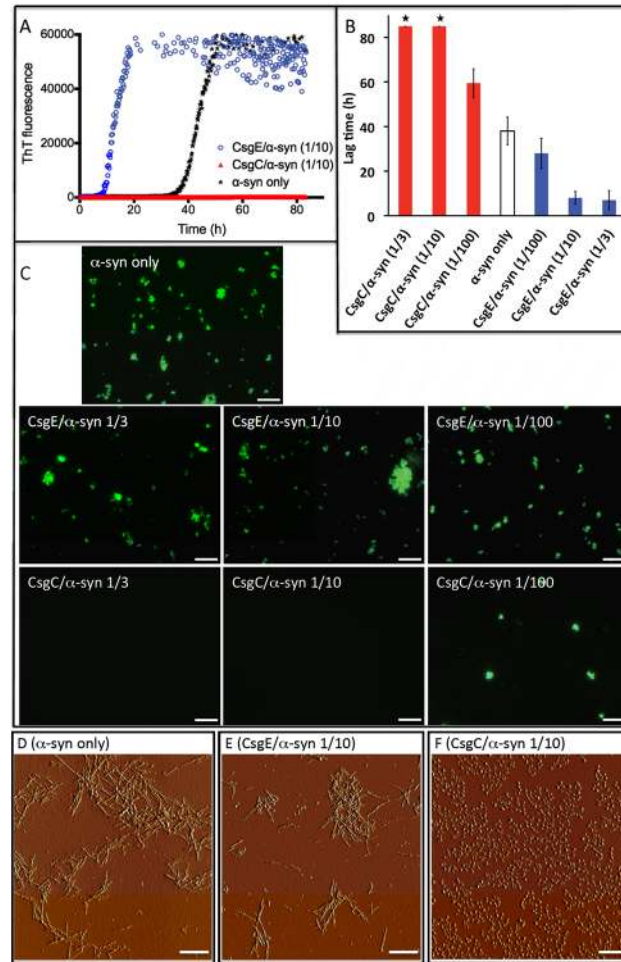 A
ThT fluorescence
60000
40000
20000
0
0 20 40 60 80
Time (h)
CsgE/α-syn (1/10)
CsgC/α-syn (1/10)
α-syn only
B
Lag time (h)
80
60
40
20
0
★ ★
CsgC/α-syn (1/3)
CsgC/α-syn (1/10)
CsgC/α-syn (1/100)
α-syn only
CsgE/α-syn (1/100)
CsgE/α-syn (1/10)
CsgE/α-syn (1/3)
C
α-syn only
CsgE/α-syn 1/3
CsgE/α-syn 1/10
CsgE/α-syn 1/100
CsgC/α-syn 1/3
CsgC/α-syn 1/10
CsgC/α-syn 1/100
D (α-syn only)
E (CsgE/α-syn 1/10)
F (CsgC/α-syn 1/10)